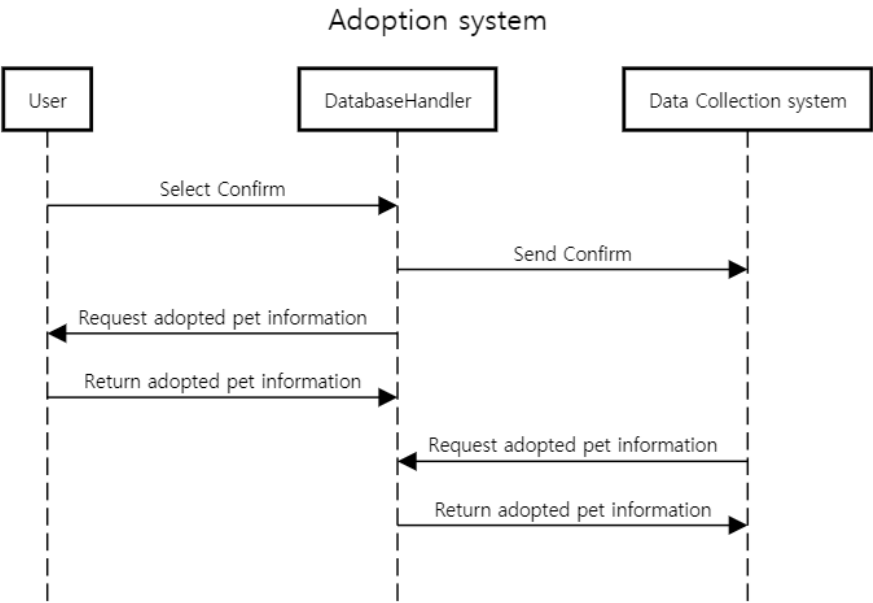 Adoption system
User
DatabaseHandler
Data Collection system
Select Confirm
Send Confirm
Request adopted pet information
Return adopted pet information
Request adopted pet information
Return adopted pet information